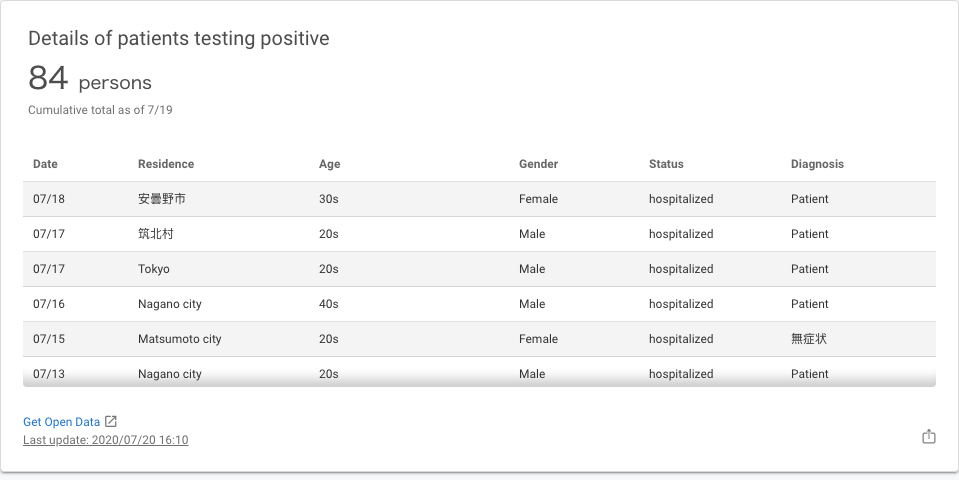 Details of patients testing positive
84 persons
Cumulative total as of 7/19
Date Residence Age Gender Status Diagnosis
07/18 安曇野市 30s Female hospitalized Patient
07/17 筑北村 20s Male hospitalized Patient
07/17 Tokyo 20s Male hospitalized Patient
07/16 Nagano city 40s Male hospitalized Patient
07/15 Matsumoto city 20s Female hospitalized 無症状
07/13 Nagano city 20s Male hospitalized Patient
Get Open Data
Last update: 2020/07/20 16:10